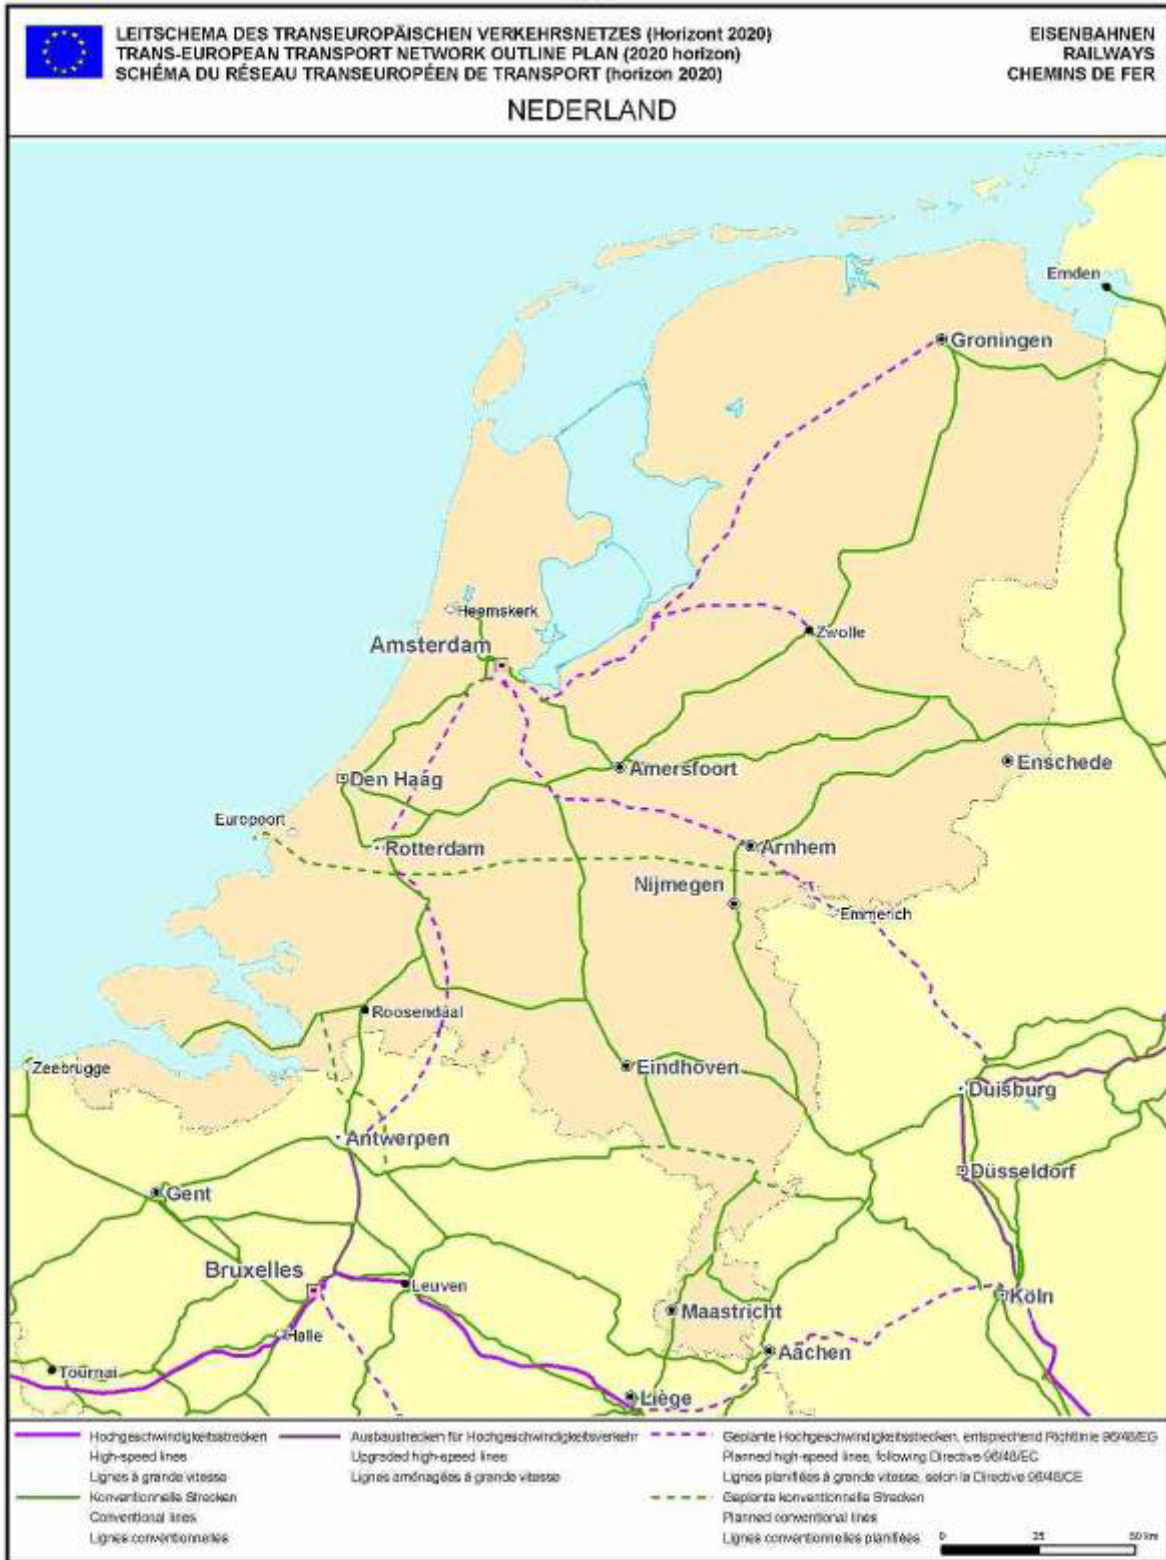 LEITSCHEMA DES TRANSEUROPÄISCHEN VERKEHRSNETZES (Horizont 2020)
TRANS-EUROPEAN TRANSPORT NETWORK OUTLINE PLAN (2020 horizon)
SCHÉMA DU RÉSEAU TRANSEUROPÉEN DE TRANSPORT (horizon 2020)
EISENBAHNEN
RAILWAYS
CHEMINS DE FER
NEDERLAND
Emden
Groningen
Heemskerk
Zwolle
Amsterdam
Enschede
Amersfoort
Den Haag
Europoort
Rotterdam
Arnhem
Nijmegen
Emmerich
Roosendaal
Zeebrugge
Eindhoven
Duisburg
Antwerpen
Düsseldorf
Gent
Bruxelles
Leuven
Köln
Maastricht
Halle
Aachen
Tournai
Liège
Hochgeschwindigkeitsstrecken
High-speed lines
Lignes à grande vitesse
Konventionelle Strecken
Conventional lines
Lignes conventionnelles
Ausbaustrecken für Hochgeschwindigkeitsverkehr
Upgraded high-speed lines
Lignes aménagées à grande vitesse
Geplante Hochgeschwindigkeitsstrecken, entsprechend Richtlinie 96/48/EG
Planned high-speed lines, following Directive 96/48/EC
Lignes planifiées à grande vitesse, selon la Directive 96/48/CE
Geplante konventionelle Strecken
Planned conventional lines
Lignes conventionnelles planifiées
0 25 50 km